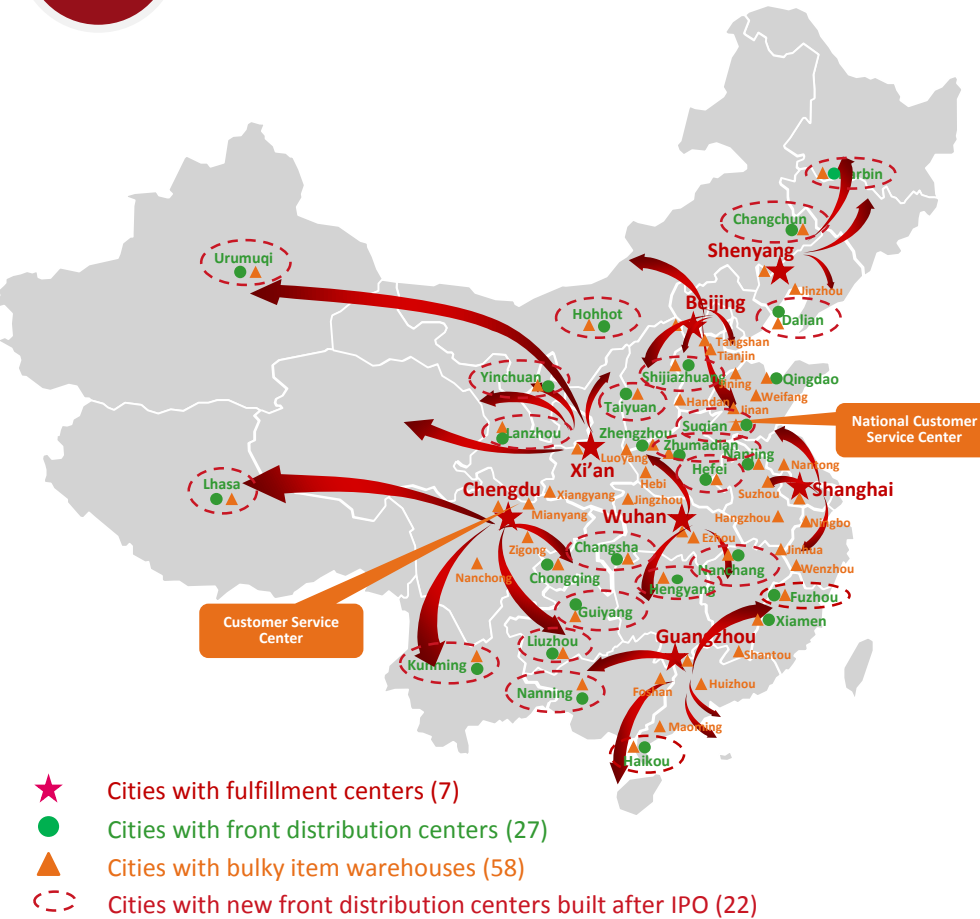 Harbin
Changchun
Shenyang
Urumuqi
Jinzhou
Beijing
Hohhot
Dalian
Tangshan
Tianjin
Yinchuan
Shijiazhuang
Jining
Qingdao
Weifang
Taiyuan
Handan
Jinan
National Customer
Service Center
Suqian
Lanzhou
Zhengzhou
Zhumadian
Luoyang
Nanjing
Xi'an
Hefei
Nantong
Hebi
Lhasa
Chengdu
Xiangyang
Jingzhou
Suzhou
Shanghai
Mianyang
Wuhan
Hangzhou
Ningbo
Ezhou
Zigong
Changsha
Jinhua
Nanchong
Chongqing
Hengyang
Nanchang
Wenzhou
Guiyang
Fuzhou
Customer Service
Center
Xiamen
Liuzhou
Guangzhou
Shantou
Kunming
Nanning
Foshan
Huizhou
Maoming
Haikou
Cities with fulfillment centers (7)
Cities with front distribution centers (27)
Cities with bulky item warehouses (58)
Cities with new front distribution centers built after IPO (22)